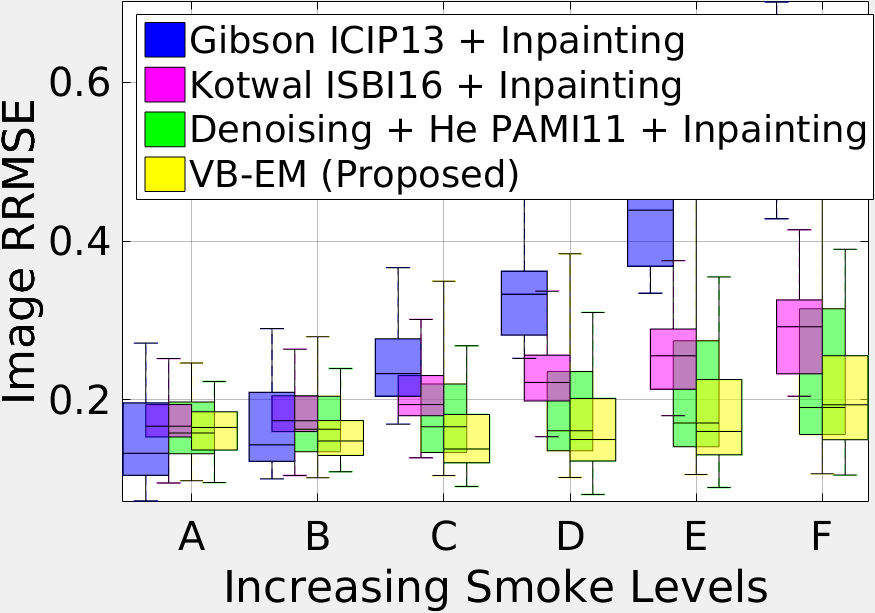 Gibson ICIP13 + Inpainting
Kotwal ISBI16 + Inpainting
Denoising + He PAMI11 + Inpainting
VB-EM (Proposed)
Image RRMSE
0.6
0.4
0.2
A B C D E F
Increasing Smoke Levels